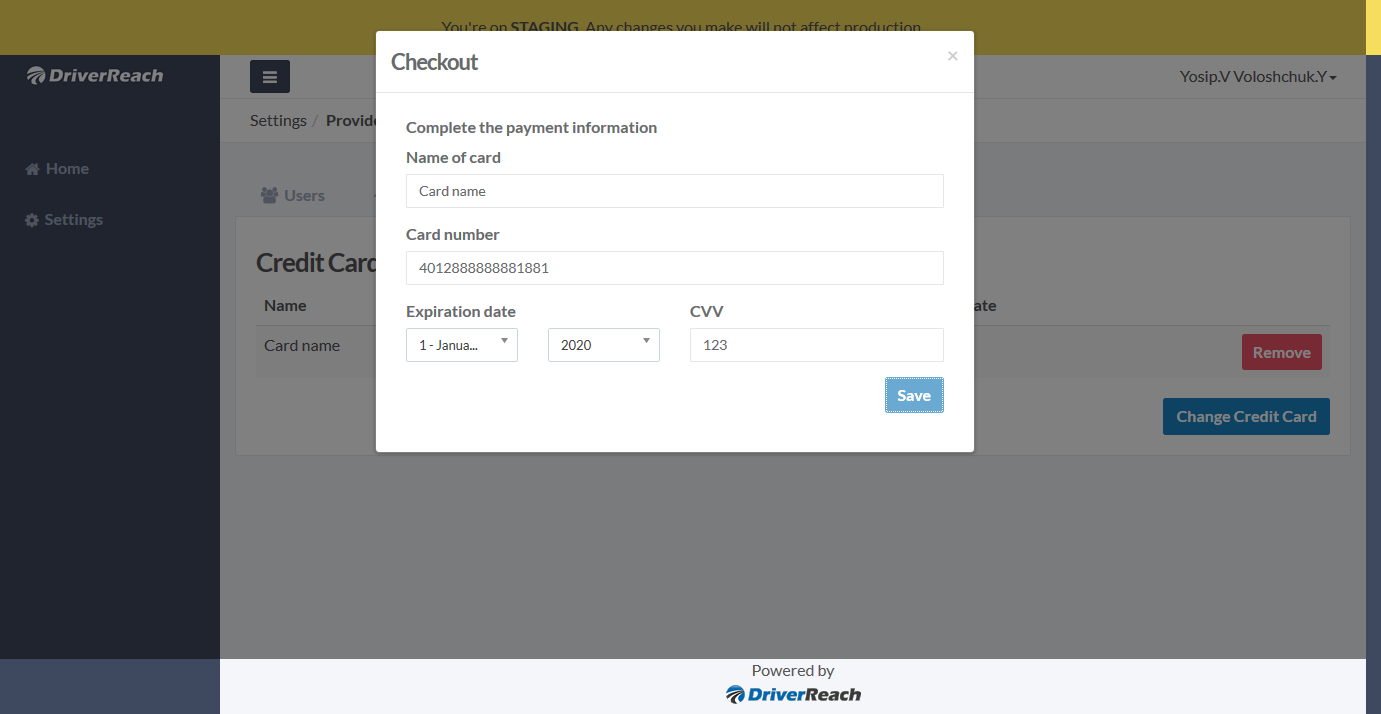 You're on STAGING. Any changes you make will not affect production.
DriverReach
Yosip.V Voloshchuk.Y
Settings / Provide
Home
Settings
Users
Credit Card
Name
ate
Card name
Remove
Change Credit Card
Checkout
×
Complete the payment information
Name of card
Card name
Card number
4012888888881881
Expiration date CVV
1 - Janua... 2020 123
Save
Powered by
DriverReach